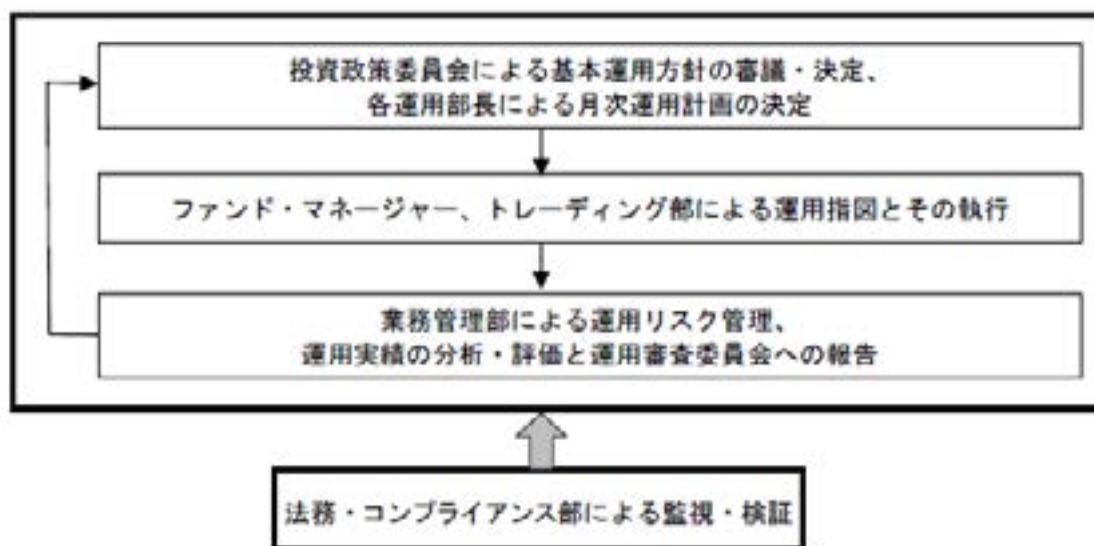 投資政策委員会による基本運用方針の審議・決定、
各運用部長による月次運用計画の決定
ファンド・マネージャー、トレーディング部による運用指図とその執行
業務管理部による運用リスク管理、
運用実績の分析・評価と運用審査委員会への報告
法務・コンプライアンス部による監視・検証